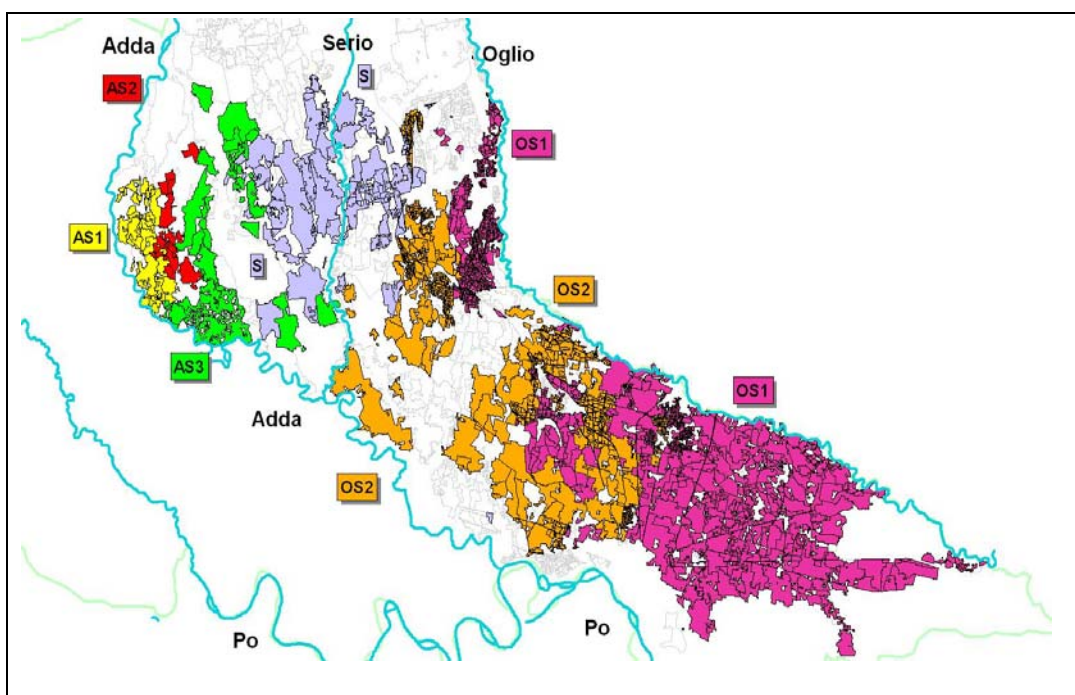 Adda
Serio
Oglio
S
AS2
OS1
AS1
S
OS2
AS3
OS1
Adda
OS2
Po
Po